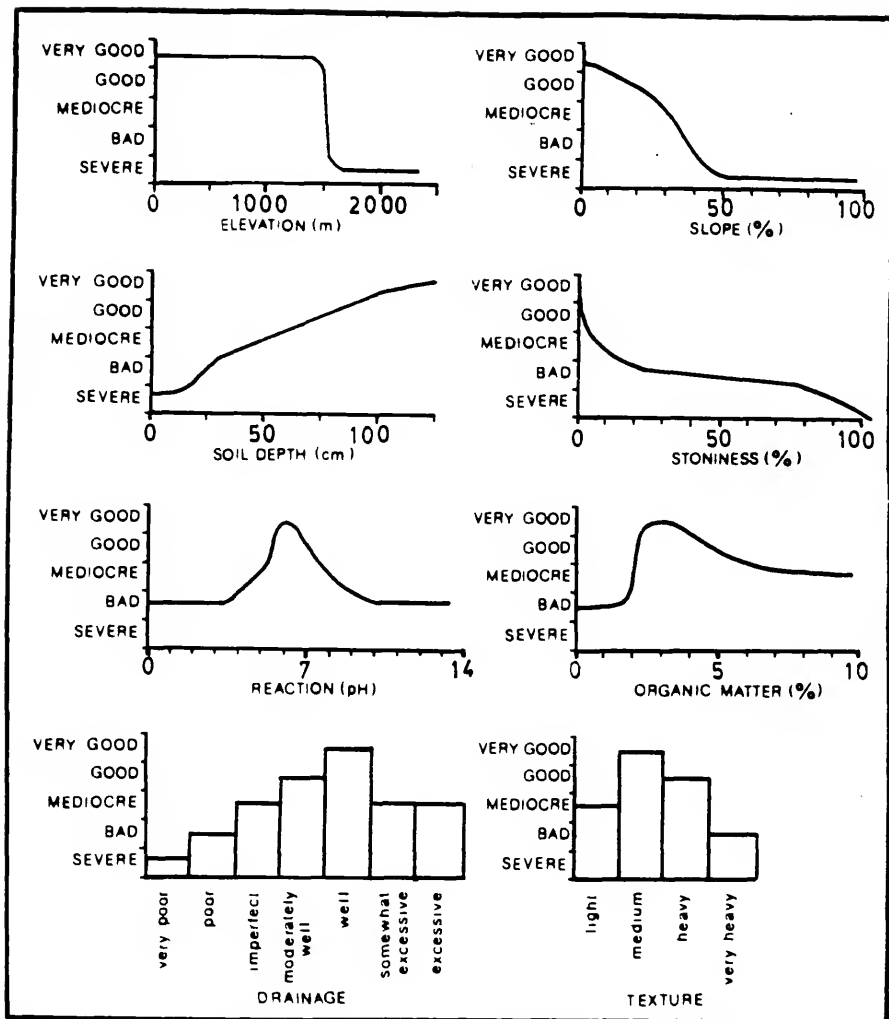 VERY GOOD
GOOD
MEDIOCRE
BAD
SEVERE
0 1000 2000
ELEVATION (m)
VERY GOOD
GOOD
MEDIOCRE
BAD
SEVERE
0 50 100
SLOPE (%)
VERY GOOD
GOOD
MEDIOCRE
BAD
SEVERE
0 50 100
SOIL DEPTH (cm)
VERY GOOD
GOOD
MEDIOCRE
BAD
SEVERE
0 50 100
STONINESS (%)
VERY GOOD
GOOD
MEDIOCRE
BAD
SEVERE
0 7 14
REACTION (pH)
VERY GOOD
GOOD
MEDIOCRE
BAD
SEVERE
0 5 10
ORGANIC MATTER (%)
VERY GOOD
GOOD
MEDIOCRE
BAD
SEVERE
very poor
poor
imperfect
moderately
well
well
somewhat
excessive
excessive
DRAINAGE
VERY GOOD
GOOD
MEDIOCRE
BAD
SEVERE
light
medium
heavy
very heavy
TEXTURE